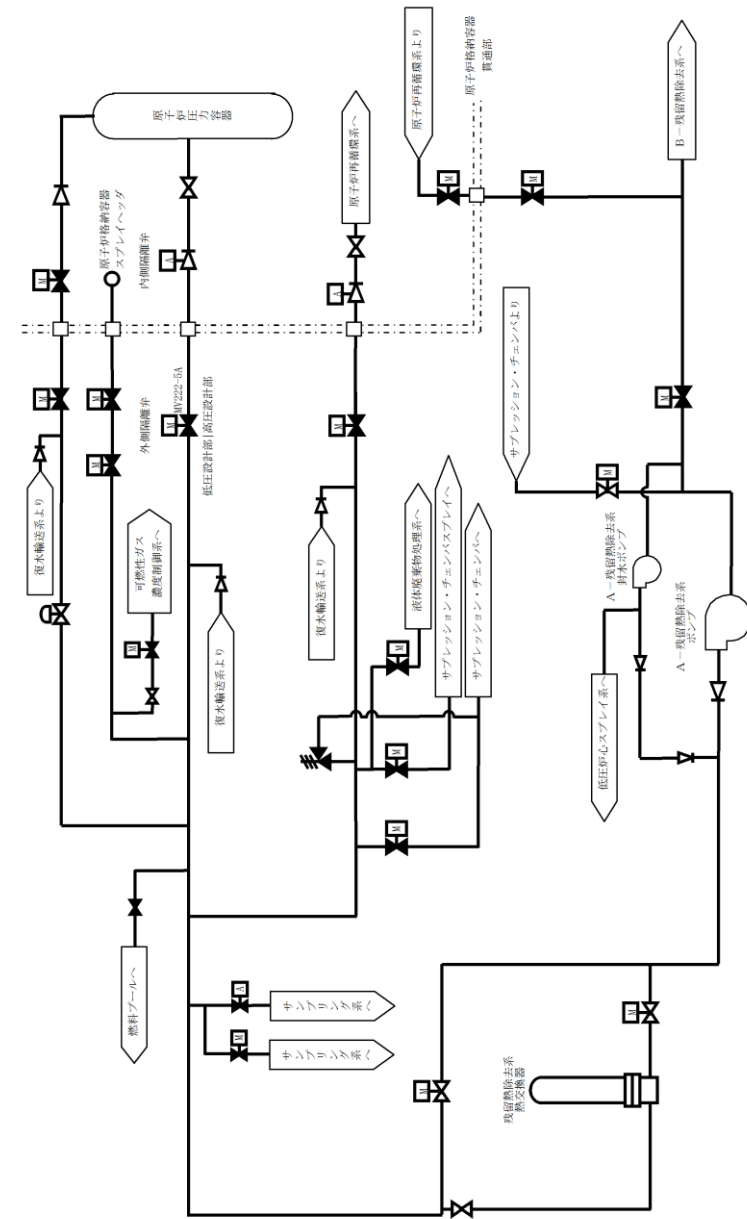 復水輸送系より
可燃性ガス
濃度制御系へ
復水輸送系より
燃料プールへ
サンプリング系へ
サンプリング系へ
M
A
M
M
M
M
M
M
外側隔離弁
MV222-5A
低圧設計部|高圧設計部
M
M
原子炉格納容器
スプレイヘッダ
内側隔離弁
A
原子炉圧力容器
復水輸送系より
M
A
原子炉再循環系へ
液体廃棄物処理系へ
サプレッション・チェンバスプレイへ
サプレッション・チェンバへ
M
M
M
原子炉再循環系より
原子炉格納容器
貫通部
M
M
サプレッション・チェンバより
M
M
B-残留熱除去系へ
A-残留熱除去系
封水ポンプ
A-残留熱除去系
ポンプ
低圧炉心スプレイ系へ
M
M
残留熱除去系
熱交換器